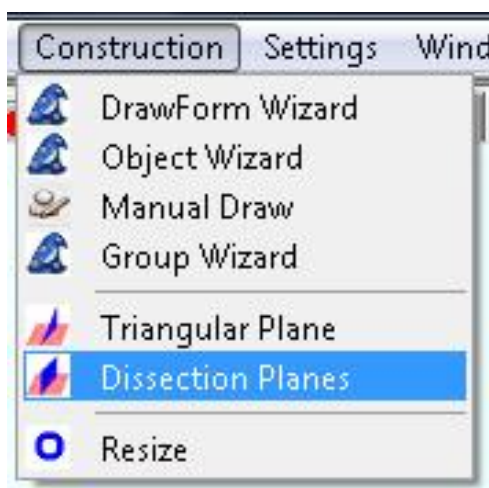 Construction Settings Wind
DrawForm Wizard
Object Wizard
Manual Draw
Group Wizard
Triangular Plane
Dissection Planes
Resize